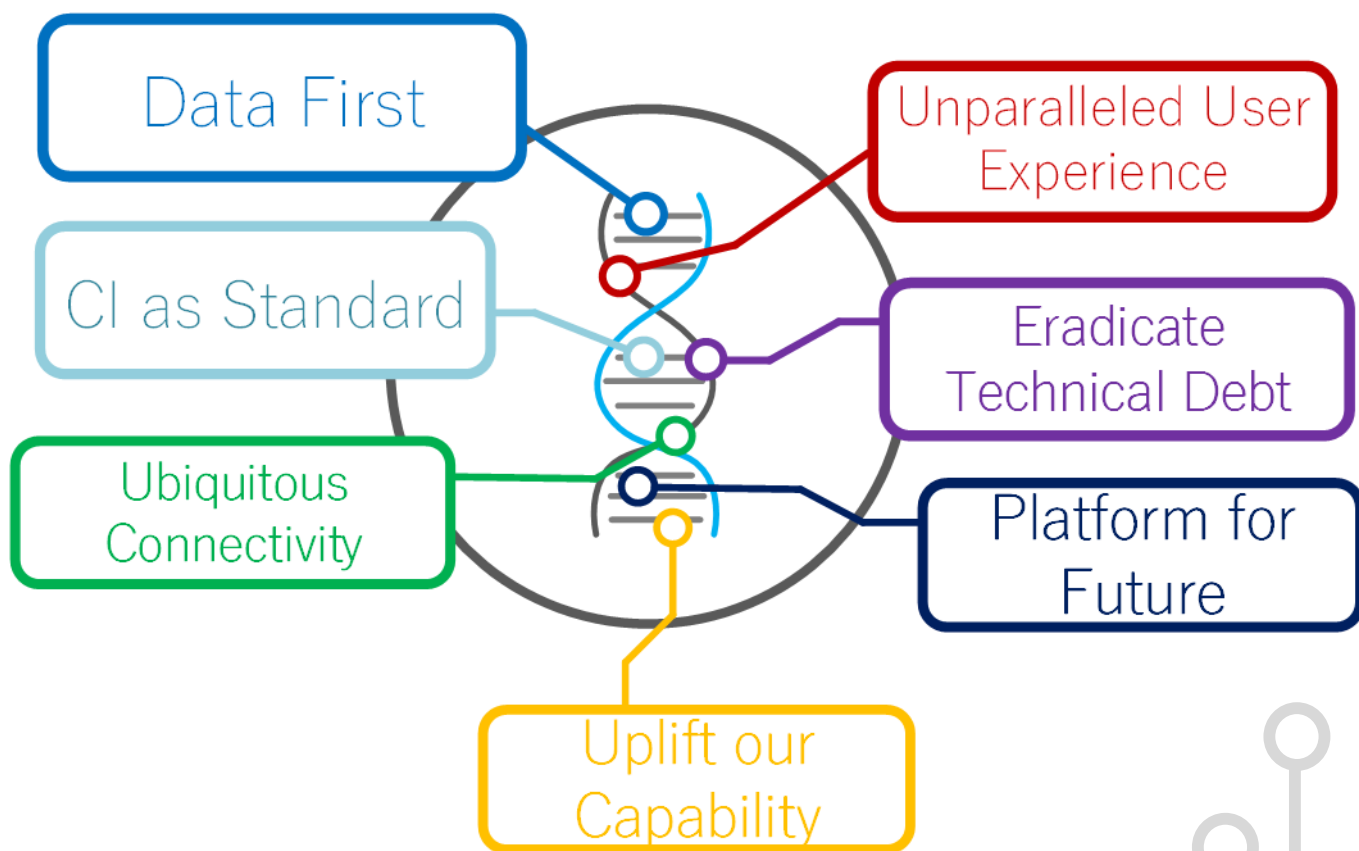 Data First
Unparalleled User
Experience
CI as Standard
Eradicate
Technical Debt
Ubiquitous
Connectivity
Platform for
Future
Uplift our
Capability